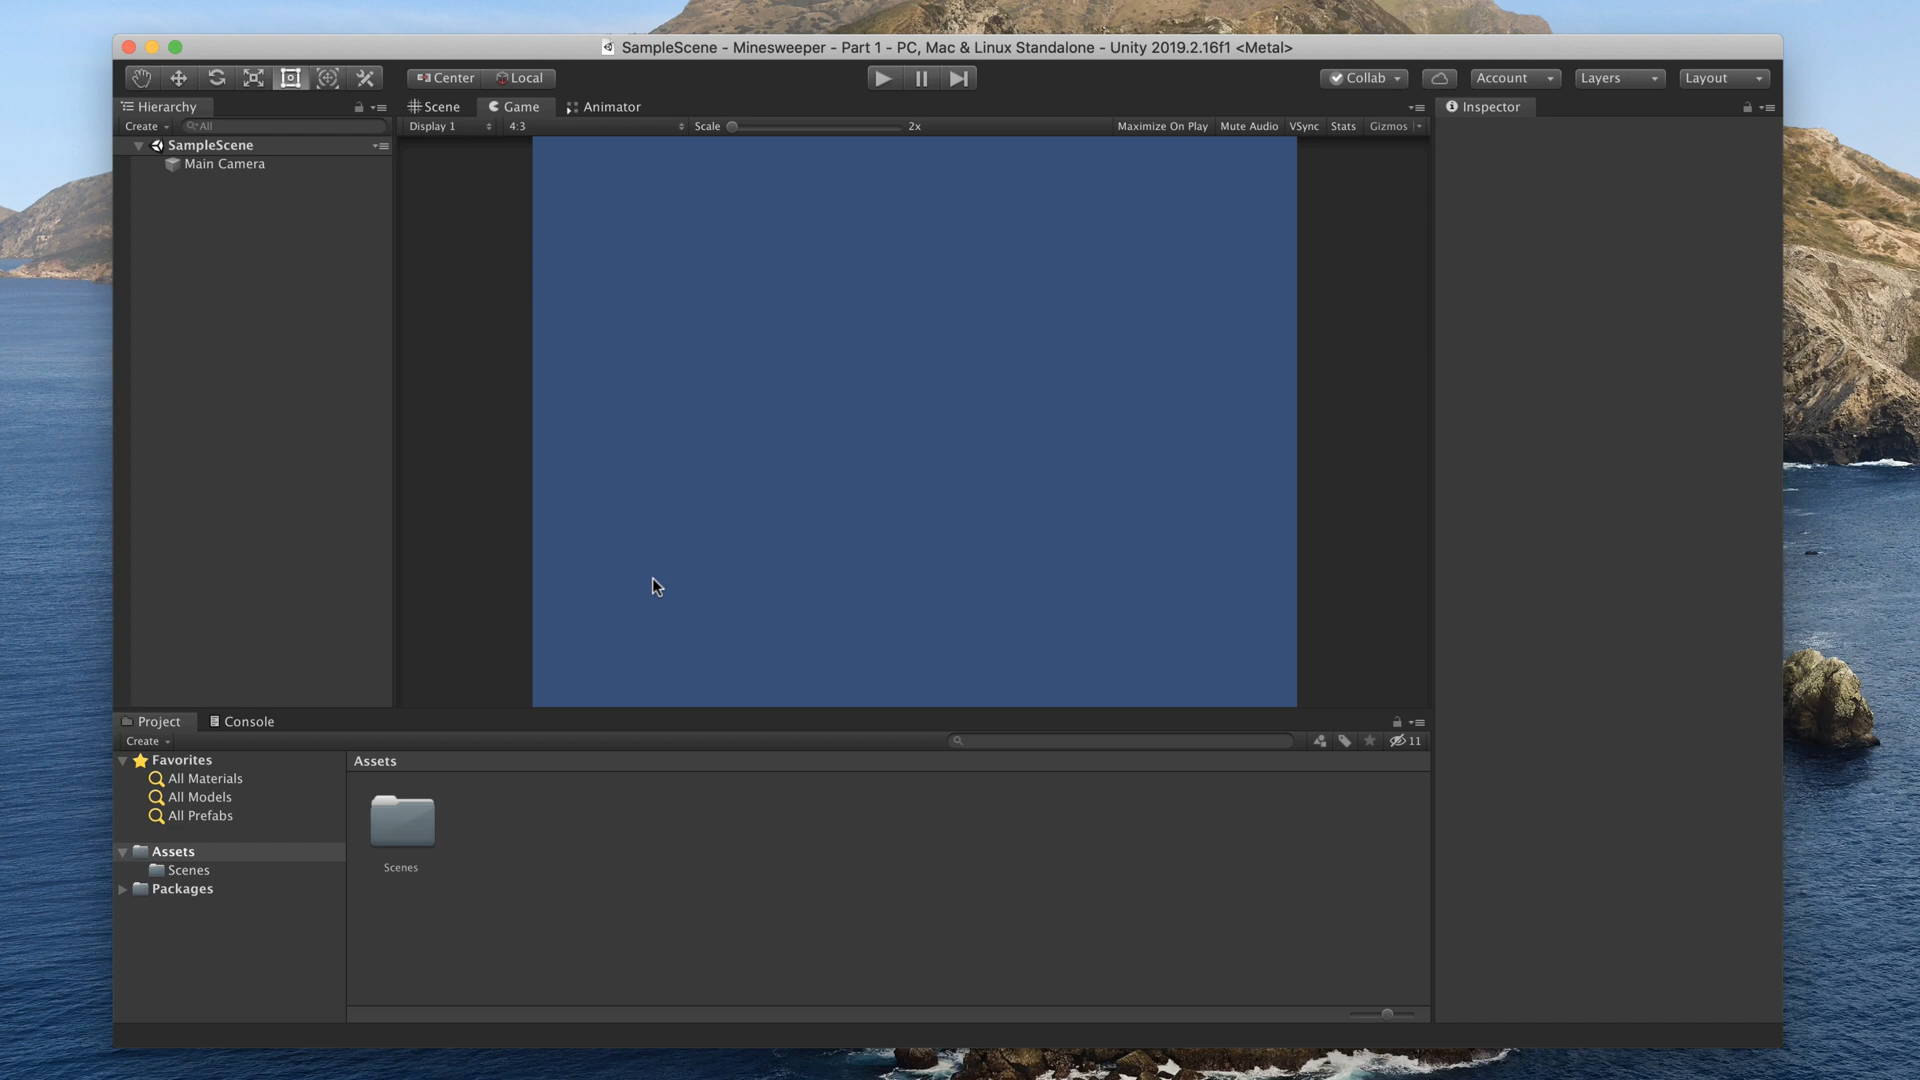 SampleScene - Minesweeper - Part 1 - PC, Mac & Linux Standalone - Unity 2019.2.16f1 <Metal>
Center Local Collab Account Layers Layout
Hierarchy Scene Game Animator Inspector
Create All Display 1 4:3 Scale 2x Maximize On Play Mute Audio VSync Stats Gizmos
SampleScene
Main Camera
Project Console
Create 11
Favorites Assets
All Materials
All Models
All Prefabs
Assets
Scenes
Scenes
Packages